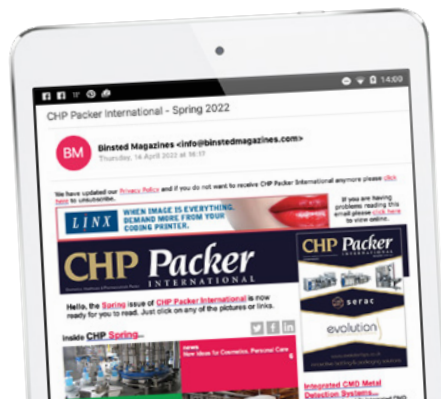 14:00
CHP Packer International - Spring 2022
BM
Binsted Magazines <info@binstedmagazines.com>
Thursday, 14 April 2022 at 16:17
We have updated our Privacy Policy and if you do not want to receive CHP Packer International anymore please click
here to unsubscribe.
LINX
WHEN IMAGE IS EVERYTHING.
DEMAND MORE FROM YOUR
CODING PRINTER.
If you are having
problems reading this
email please click here
to view online.
CHP Packer
INTERNATIONAL
CHP Packer
INTERNATIONAL
serac
evolution
Hello, the Spring issue of CHP Packer International is now
ready for you to read. Just click on any of the pictures or links.
Inside CHP Spring...
news
New Ideas for Cosmetics, Personal Care
6
Integrated CMD Metal
Detection Systems...